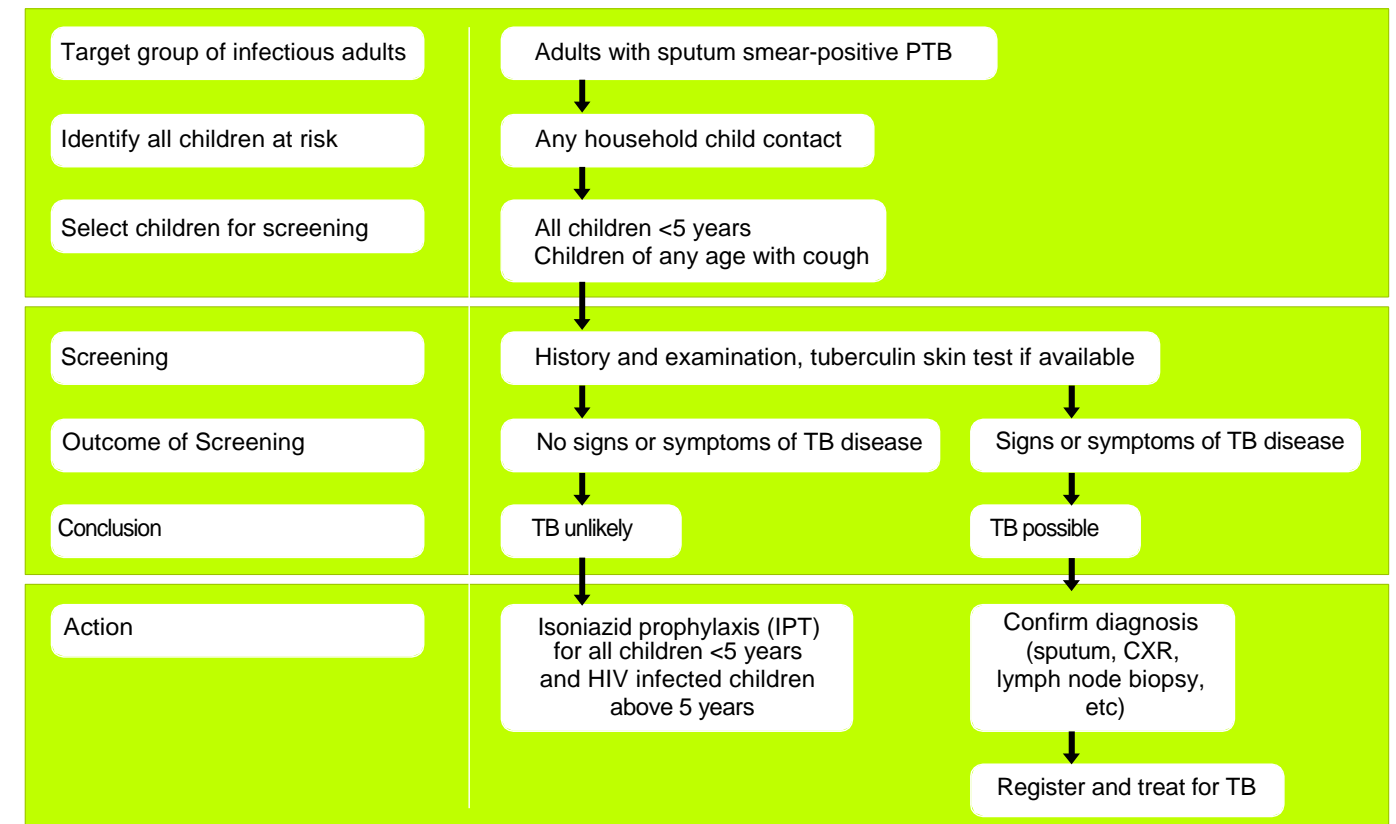 Target group of infectious adults
Adults with sputum smear-positive PTB
Identify all children at risk
Any household child contact
Select children for screening
All children <5 years
Children of any age with cough
Screening
History and examination, tuberculin skin test if available
Outcome of Screening
No signs or symptoms of TB disease
Signs or symptoms of TB disease
Conclusion
TB unlikely
TB possible
Action
Isoniazid prophylaxis (IPT)
for all children <5 years
and HIV infected children
above 5 years
Confirm diagnosis
(sputum, CXR,
lymph node biopsy,
etc)
Register and treat for TB